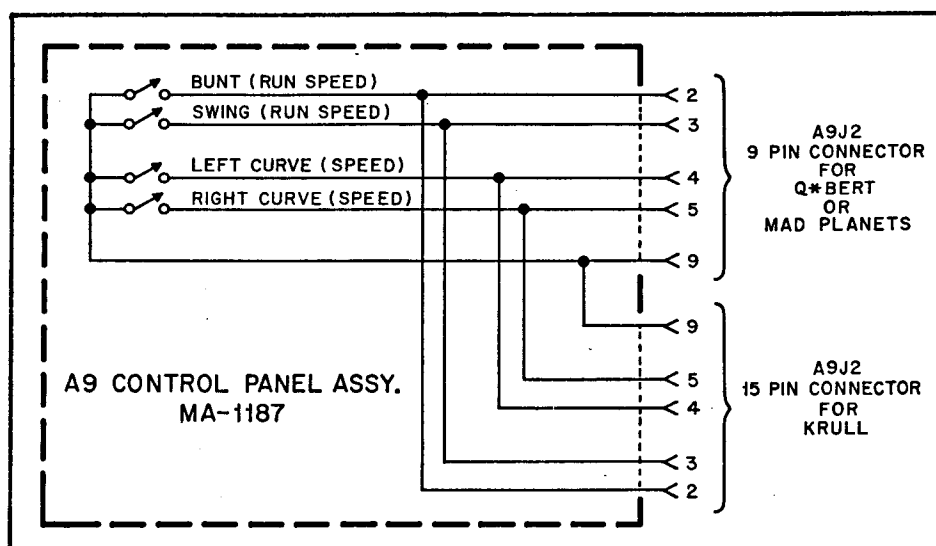 BUNT (RUN SPEED)
2
SWING (RUN SPEED)
3
LEFT CURVE (SPEED)
4
RIGHT CURVE (SPEED)
5
9
A9J2
9 PIN CONNECTOR
FOR
Q*BERT
OR
MAD PLANETS
9
5
4
3
2
A9J2
15 PIN CONNECTOR
FOR
KRULL
A9 CONTROL PANEL ASSY.
MA-1187